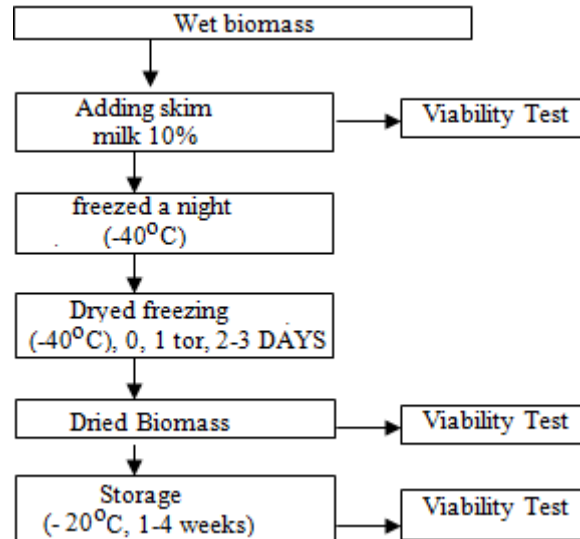 Wet biomass
Adding skim
milk 10%
Viability Test
freezed a night
(-40°C)
Dryed freezing
(-40°C), 0, 1 tor, 2-3 DAYS
Dried Biomass
Viability Test
Storage
(- 20°C, 1-4 weeks)
Viability Test